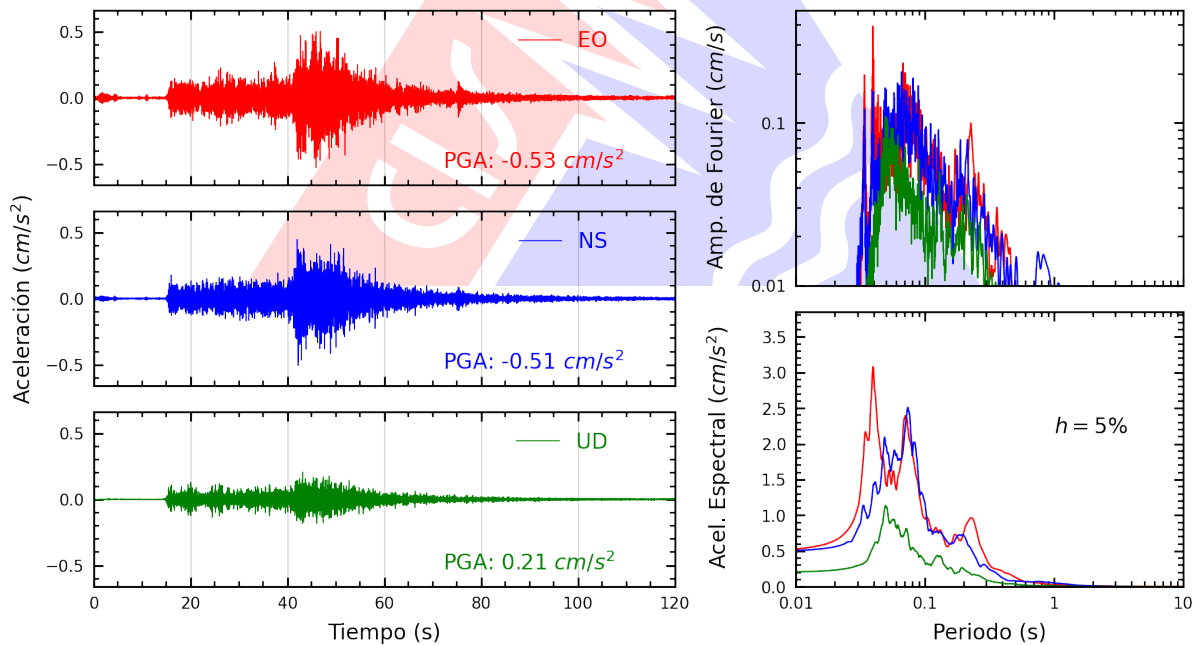 Aceleración (cm/s²)
0.5
0.0
−0.5
EO
PGA: -0.53 cm/s²
0.5
0.0
−0.5
NS
PGA: -0.51 cm/s²
0.5
0.0
−0.5
UD
PGA: 0.21 cm/s²
0 20 40 60 80 100 120
Tiempo (s)
Amp. de Fourier (cm/s)
0.1
0.01
Acel. Espectral (cm/s²)
3.5
3.0
2.5
2.0
1.5
1.0
0.5
0.0
h = 5%
0.01 0.1 1 10
Periodo (s)